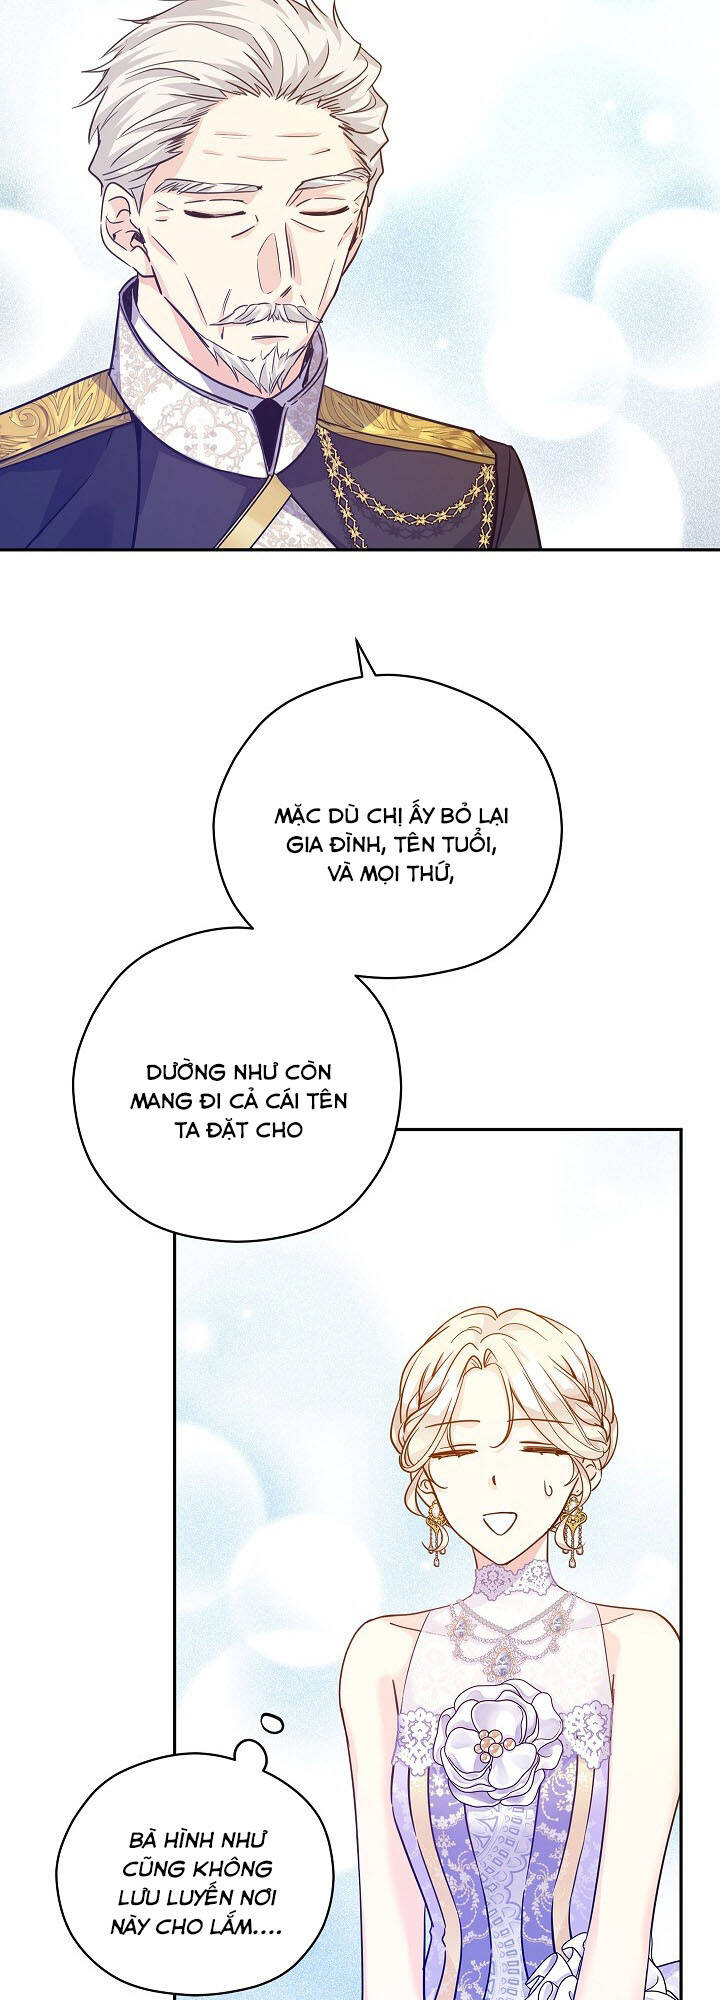 MẶC DÙ CHỊ ẤY BỎ LẠI
GIA ĐÌNH, TÊN TUỔI,
VÀ MỌI THỨ,
DƯỜNG NHƯ CÒN
MANG ĐI CẢ CÁI TÊN
TA ĐẶT CHO
BÀ HÌNH NHƯ
CŨNG KHÔNG
LƯU LUYẾN NƠI
NÀY CHO LẮM....